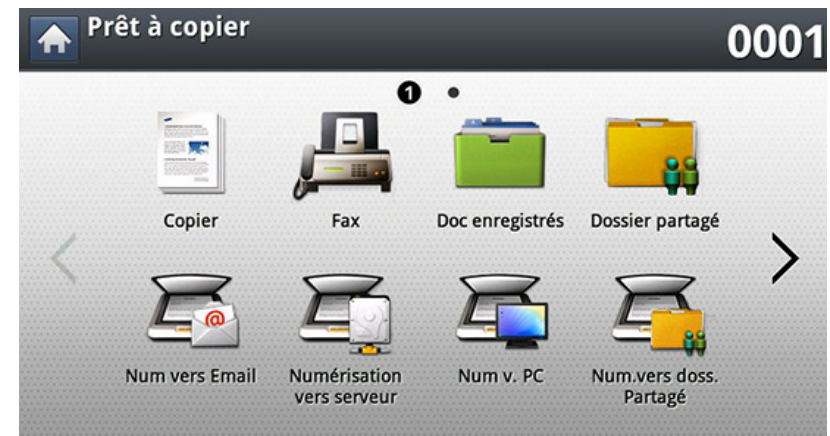 Prêt à copier
0001
1
Copier
Fax
Doc enregistrés
Dossier partagé
Num vers Email
Numérisation
vers serveur
Num v. PC
Num.vers doss.
Partagé